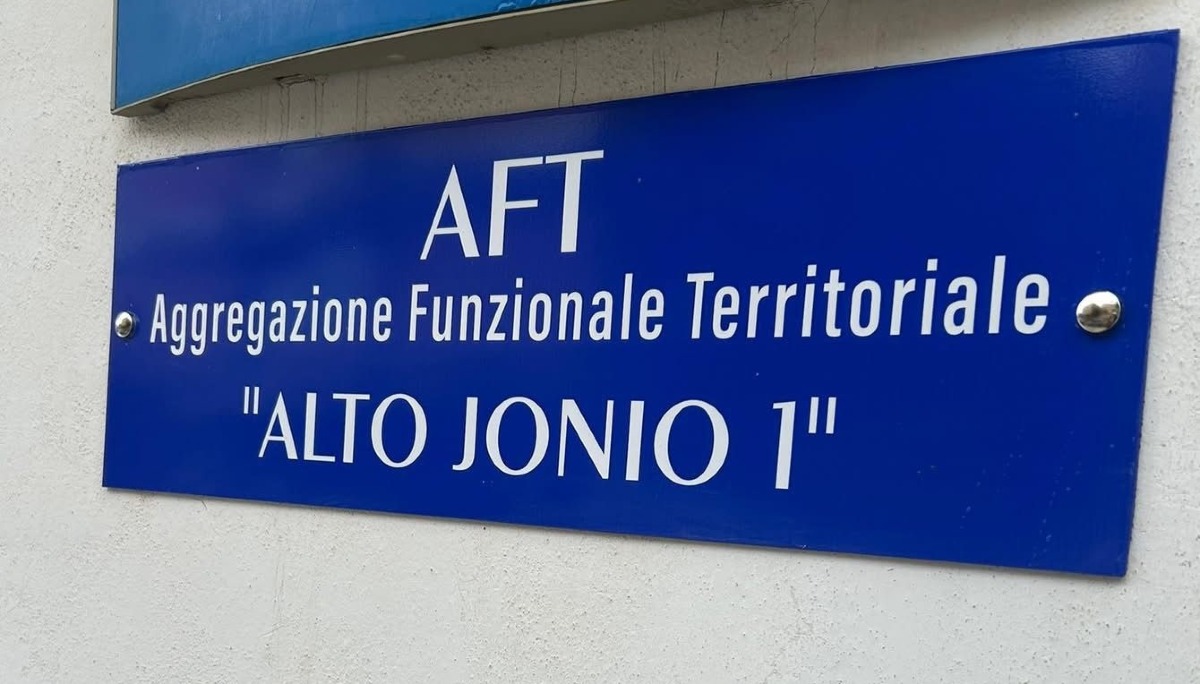 AFT
Aggregazione Funzionale Territoriale
"ALTO JONIO 1"